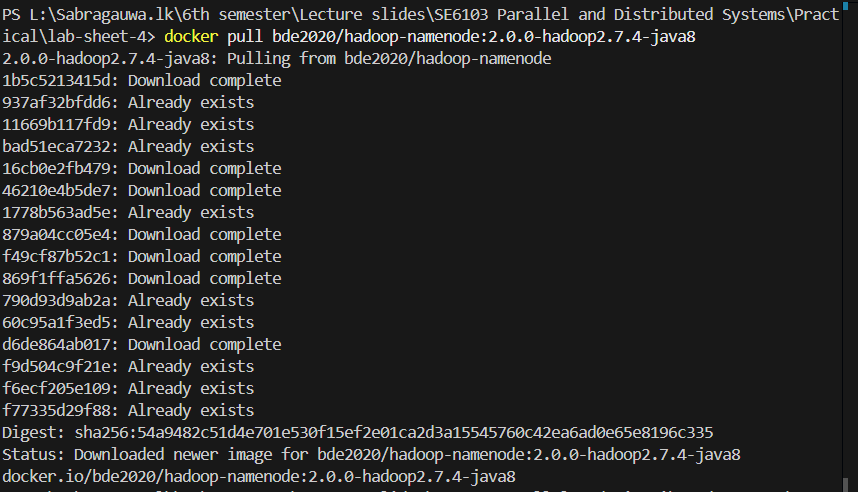 PS L:\Sabragauwa.lk\6th semester\Lecture slides\SE6103 Parallel and Distributed Systems\Pract
ical\lab-sheet-4> docker pull bde2020/hadoop-namenode:2.0.0-hadoop2.7.4-java8
2.0.0-hadoop2.7.4-java8: Pulling from bde2020/hadoop-namenode
1b5c5213415d: Download complete
937af32bfdd6: Already exists
11669b117fd9: Already exists
bad51eca7232: Already exists
16cb0e2fb479: Download complete
46210e4b5de7: Download complete
1778b563ad5e: Already exists
879a04cc05e4: Download complete
f49cf87b52c1: Download complete
869f1ffa5626: Download complete
790d93d9ab2a: Already exists
60c95a1f3ed5: Already exists
d6de864ab017: Download complete
f9d504c9f21e: Already exists
f6ecf205e109: Already exists
f77335d29f88: Already exists
Digest: sha256:54a9482c51d4e701e530f15ef2e01ca2d3a15545760c42ea6ad0e65e8196c335
Status: Downloaded newer image for bde2020/hadoop-namenode:2.0.0-hadoop2.7.4-java8
docker.io/bde2020/hadoop-namenode:2.0.0-hadoop2.7.4-java8